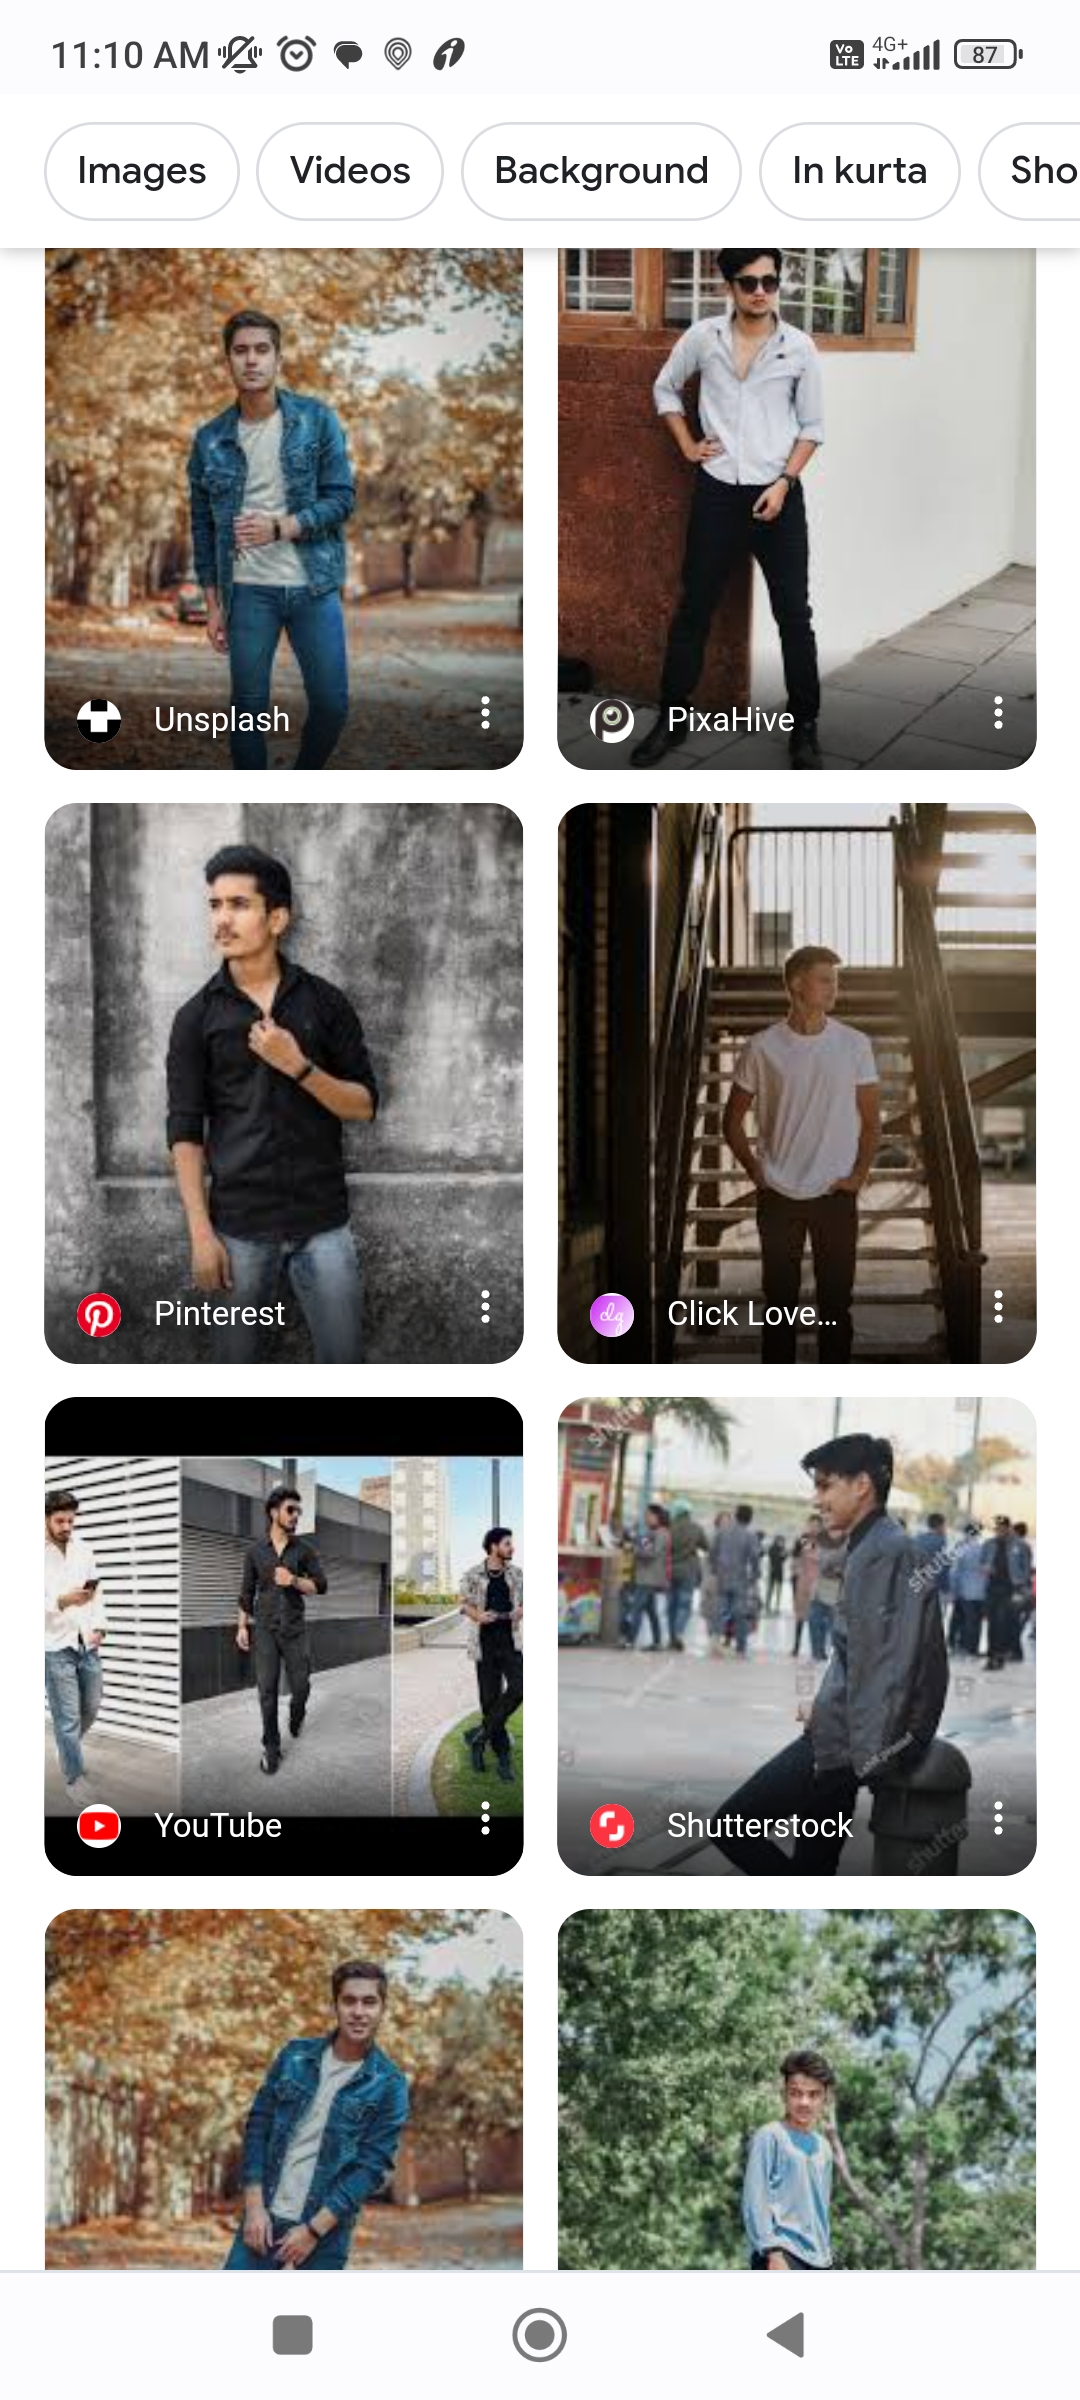 11:10 AM
Vo LTE 4G+ 87
Images Videos Background In kurta Sho
Unsplash
PixaHive
Pinterest
dg Click Love...
YouTube
Shutterstock